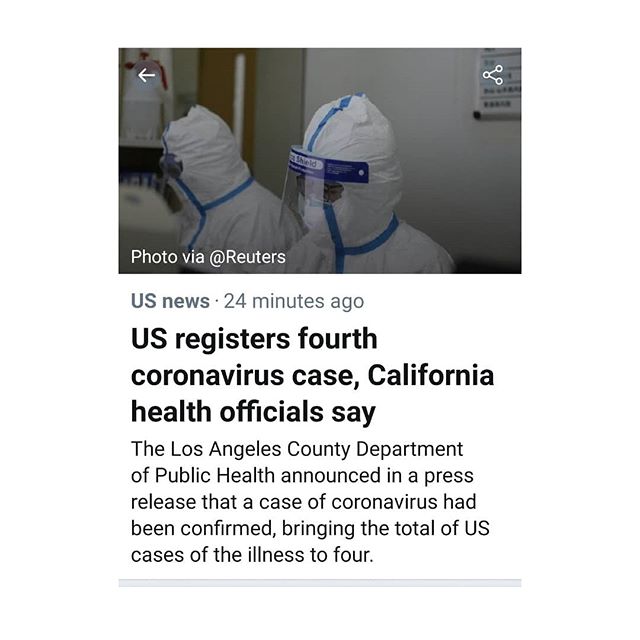 Shield
Photo via @Reuters
US news · 24 minutes ago
US registers fourth
coronavirus case, California
health officials say
The Los Angeles County Department
of Public Health announced in a press
release that a case of coronavirus had
been confirmed, bringing the total of US
cases of the illness to four.